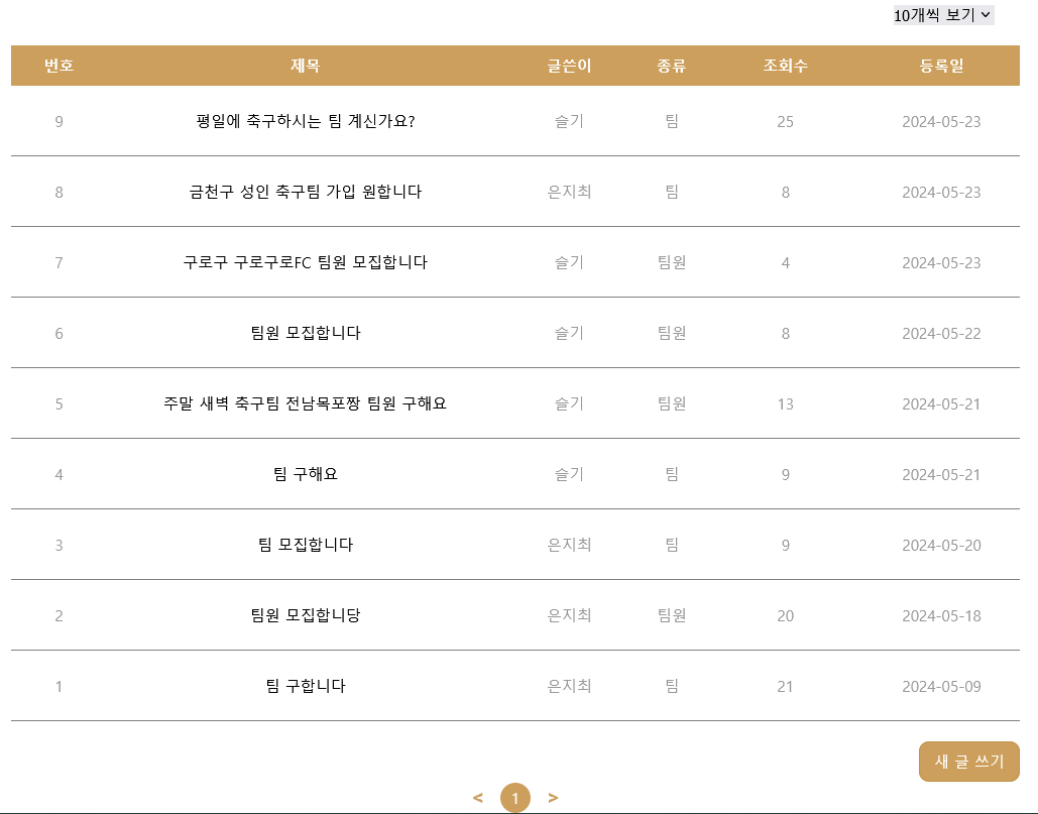 10개씩 보기
번호 제목 글쓴이 종류 조회수 등록일
9 평일에 축구하시는 팀 계신가요? 슬기 팀 25 2024-05-23
8 금천구 성인 축구팀 가입 원합니다 은지최 팀 8 2024-05-23
7 구로구 구로구로FC 팀원 모집합니다 슬기 팀원 4 2024-05-23
6 팀원 모집합니다 슬기 팀원 8 2024-05-22
5 주말 새벽 축구팀 전남목포짱 팀원 구해요 슬기 팀원 13 2024-05-21
4 팀 구해요 슬기 팀 9 2024-05-21
3 팀 모집합니다 은지최 팀 9 2024-05-20
2 팀원 모집합니당 은지최 팀원 20 2024-05-18
1 팀 구합니다 은지최 팀 21 2024-05-09
새 글 쓰기
< 1 >